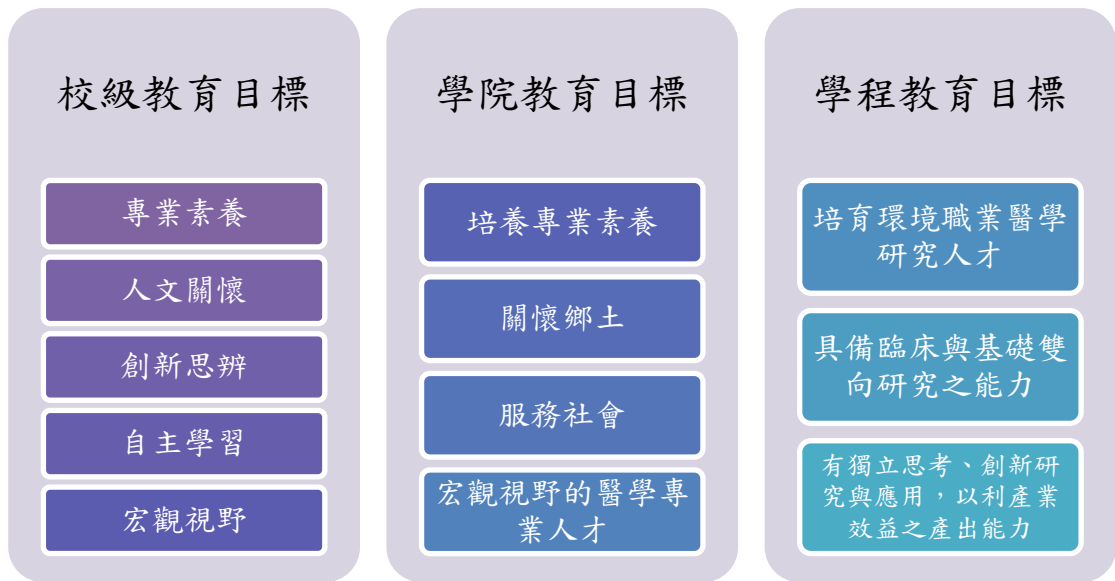 校級教育目標
專業素養
人文關懷
創新思辨
自主學習
宏觀視野
學院教育目標
培養專業素養
關懷鄉土
服務社會
宏觀視野的醫學專
業人才
學程教育目標
培育環境職業醫學
研究人才
具備臨床與基礎雙
向研究之能力
有獨立思考、創新研
究與應用，以利產業
效益之產出能力